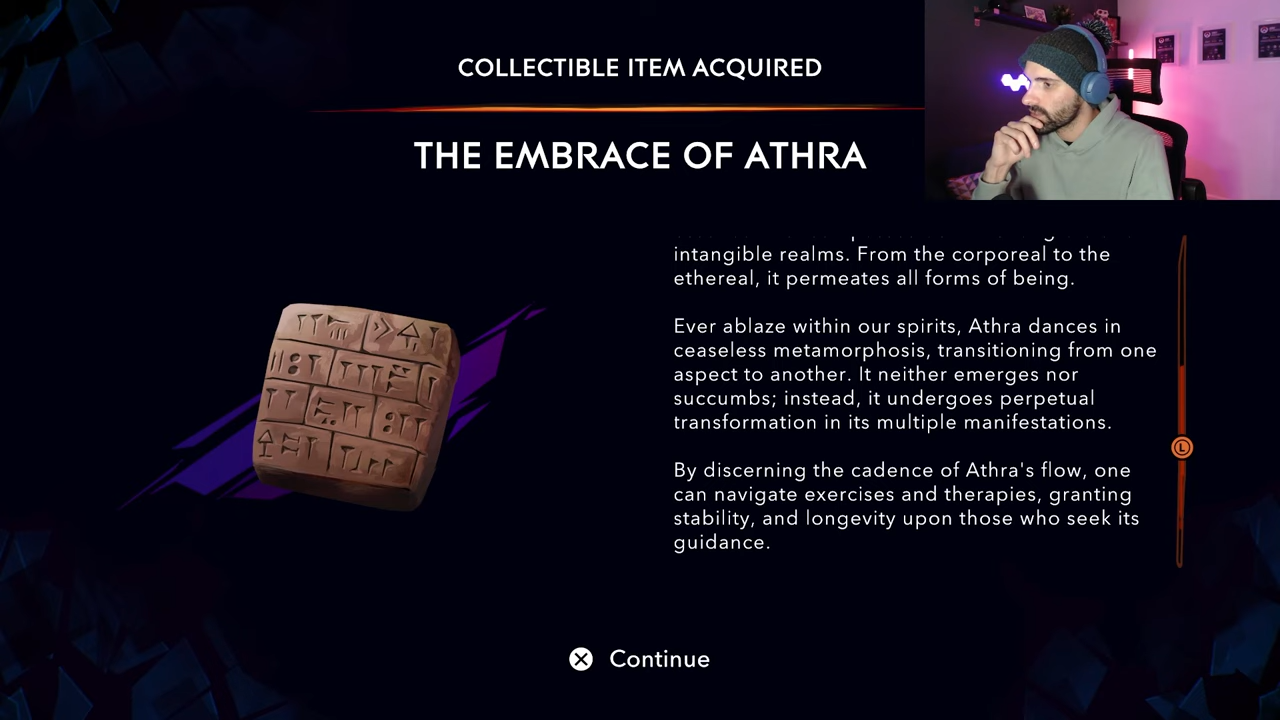 COLLECTIBLE ITEM ACQUIRED
THE EMBRACE OF ATHRA
intangible realms. From the corporeal to the
ethereal, it permeates all forms of being.
Ever ablaze within our spirits, Athra dances in
ceaseless metamorphosis, transitioning from one
aspect to another. It neither emerges nor
succumbs; instead, it undergoes perpetual
transformation in its multiple manifestations.
By discerning the cadence of Athra's flow, one
can navigate exercises and therapies, granting
stability, and longevity upon those who seek its
guidance.
L
Continue